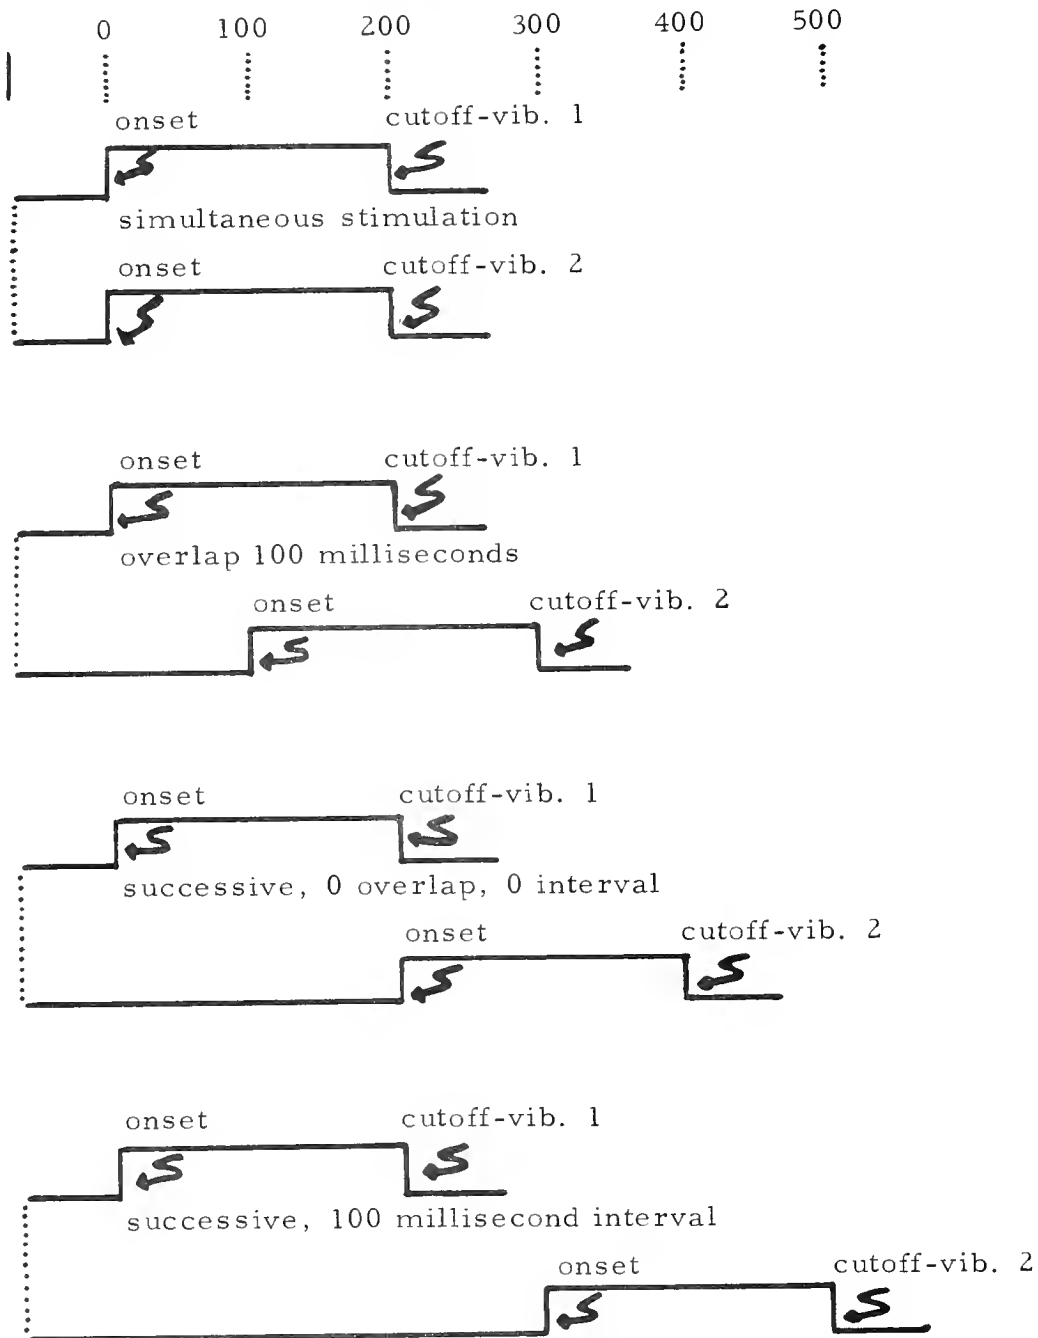 0 100 200 300 400 500
onset cutoff-vib. 1
simultaneous stimulation
onset cutoff-vib. 2
onset cutoff-vib. 1
overlap 100 milliseconds
onset cutoff-vib. 2
onset cutoff-vib. 1
successive, 0 overlap, 0 interval
onset cutoff-vib. 2
onset cutoff-vib. 1
successive, 100 millisecond interval
onset cutoff-vib. 2